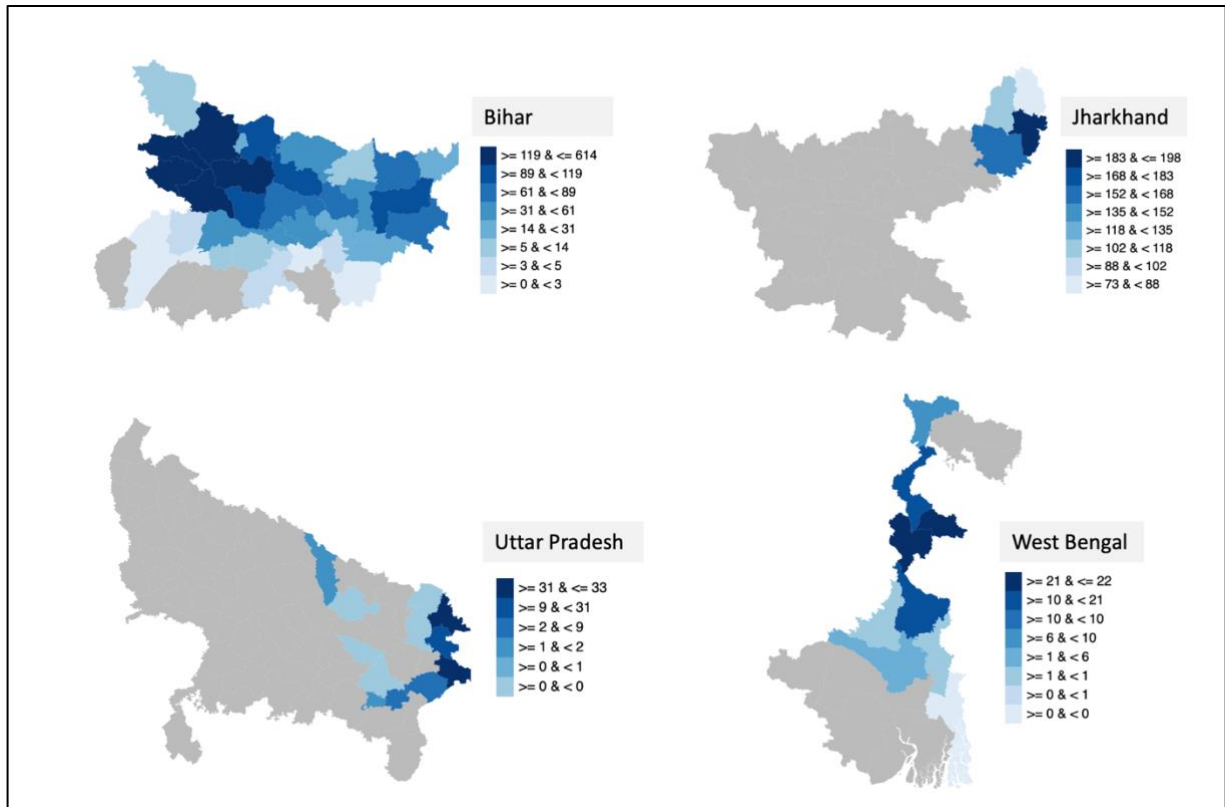 Bihar
>= 119 & <= 614
>= 89 & < 119
>= 61 & < 89
>= 31 & < 61
>= 14 & < 31
>= 5 & < 14
>= 3 & < 5
>= 0 & < 3
Jharkhand
>= 183 & <= 198
>= 168 & < 183
>= 152 & < 168
>= 135 & < 152
>= 118 & < 135
>= 102 & < 118
>= 88 & < 102
>= 73 & < 88
Uttar Pradesh
>= 31 & <= 33
>= 9 & < 31
>= 2 & < 9
>= 1 & < 2
>= 0 & < 1
>= 0 & < 0
West Bengal
>= 21 & <= 22
>= 10 & < 21
>= 10 & < 10
>= 6 & < 10
>= 1 & < 6
>= 1 & < 1
>= 0 & < 1
>= 0 & < 0